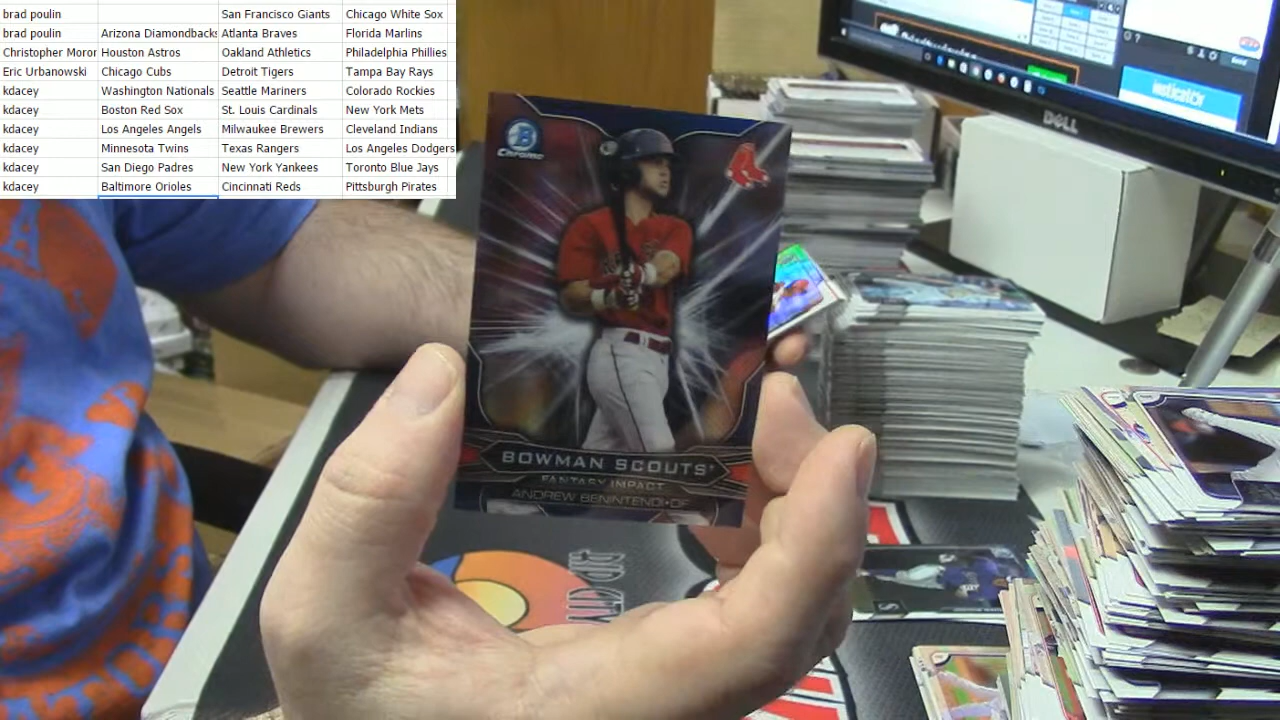 brad poulin San Francisco Giants Chicago White Sox
brad poulin Arizona Diamondbacks Atlanta Braves Florida Marlins
Christopher Moror Houston Astros Oakland Athletics Philadelphia Phillies
Eric Urbanowski Chicago Cubs Detroit Tigers Tampa Bay Rays
kdacey Washington Nationals Seattle Mariners Colorado Rockies
kdacey Boston Red Sox St. Louis Cardinals New York Mets
kdacey Los Angeles Angels Milwaukee Brewers Cleveland Indians
kdacey Minnesota Twins Texas Rangers Los Angeles Dodgers
kdacey San Diego Padres New York Yankees Toronto Blue Jays
kdacey Baltimore Orioles Cincinnati Reds Pittsburgh Pirates
B
Chrome
BOWMAN SCOUTS'
FANTASY IMPACT
ANDREW BENINTENDI • OF
DELL